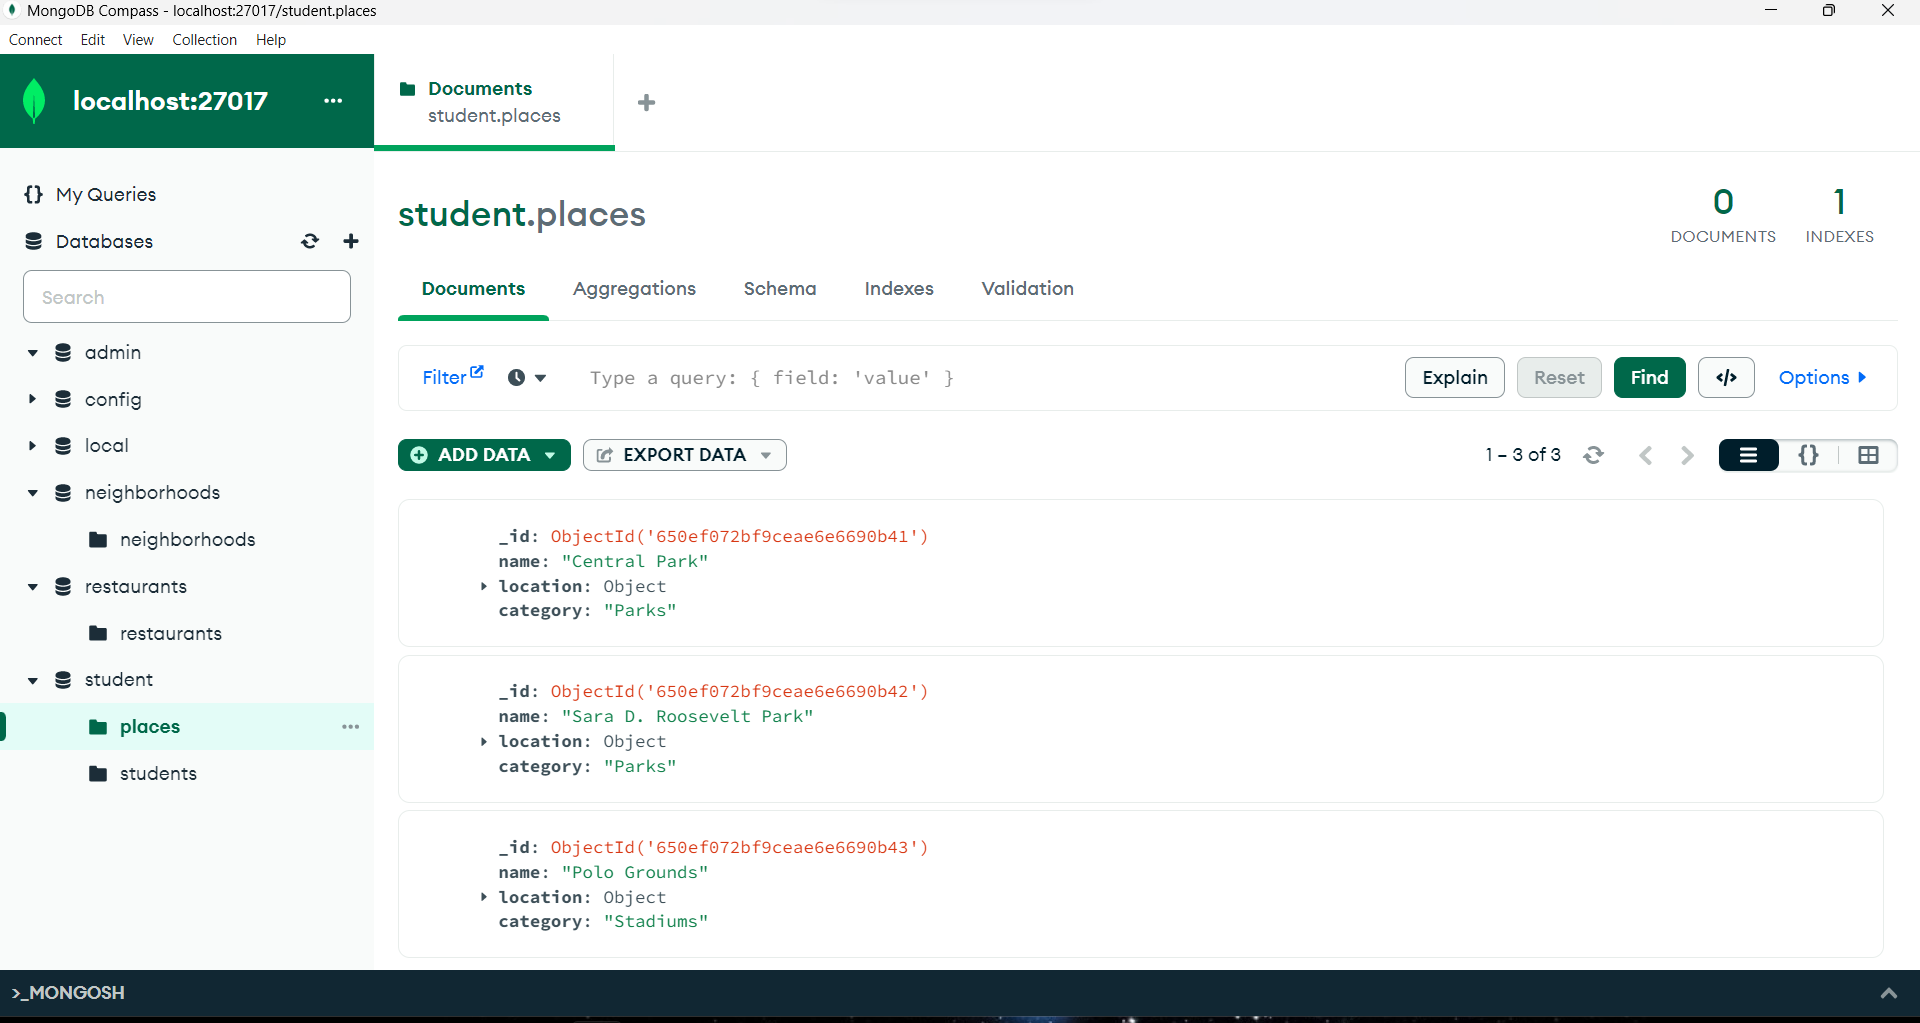 MongoDB Compass - localhost:27017/student.places
Connect Edit View Collection Help
localhost:27017
Documents
student.places
{} My Queries
Databases
Search
admin
config
local
neighborhoods
neighborhoods
restaurants
restaurants
student
places
students
student.places
0
DOCUMENTS
1
INDEXES
Documents Aggregations Schema Indexes Validation
Filter Type a query: { field: 'value' } Explain Reset Find </> Options
ADD DATA EXPORT DATA 1 – 3 of 3 {}
_id: ObjectId('650ef072bf9ceae6e6690b41')
name: "Central Park"
location: Object
category: "Parks"
_id: ObjectId('650ef072bf9ceae6e6690b42')
name: "Sara D. Roosevelt Park"
location: Object
category: "Parks"
_id: ObjectId('650ef072bf9ceae6e6690b43')
name: "Polo Grounds"
location: Object
category: "Stadiums"
>_MONGOSH